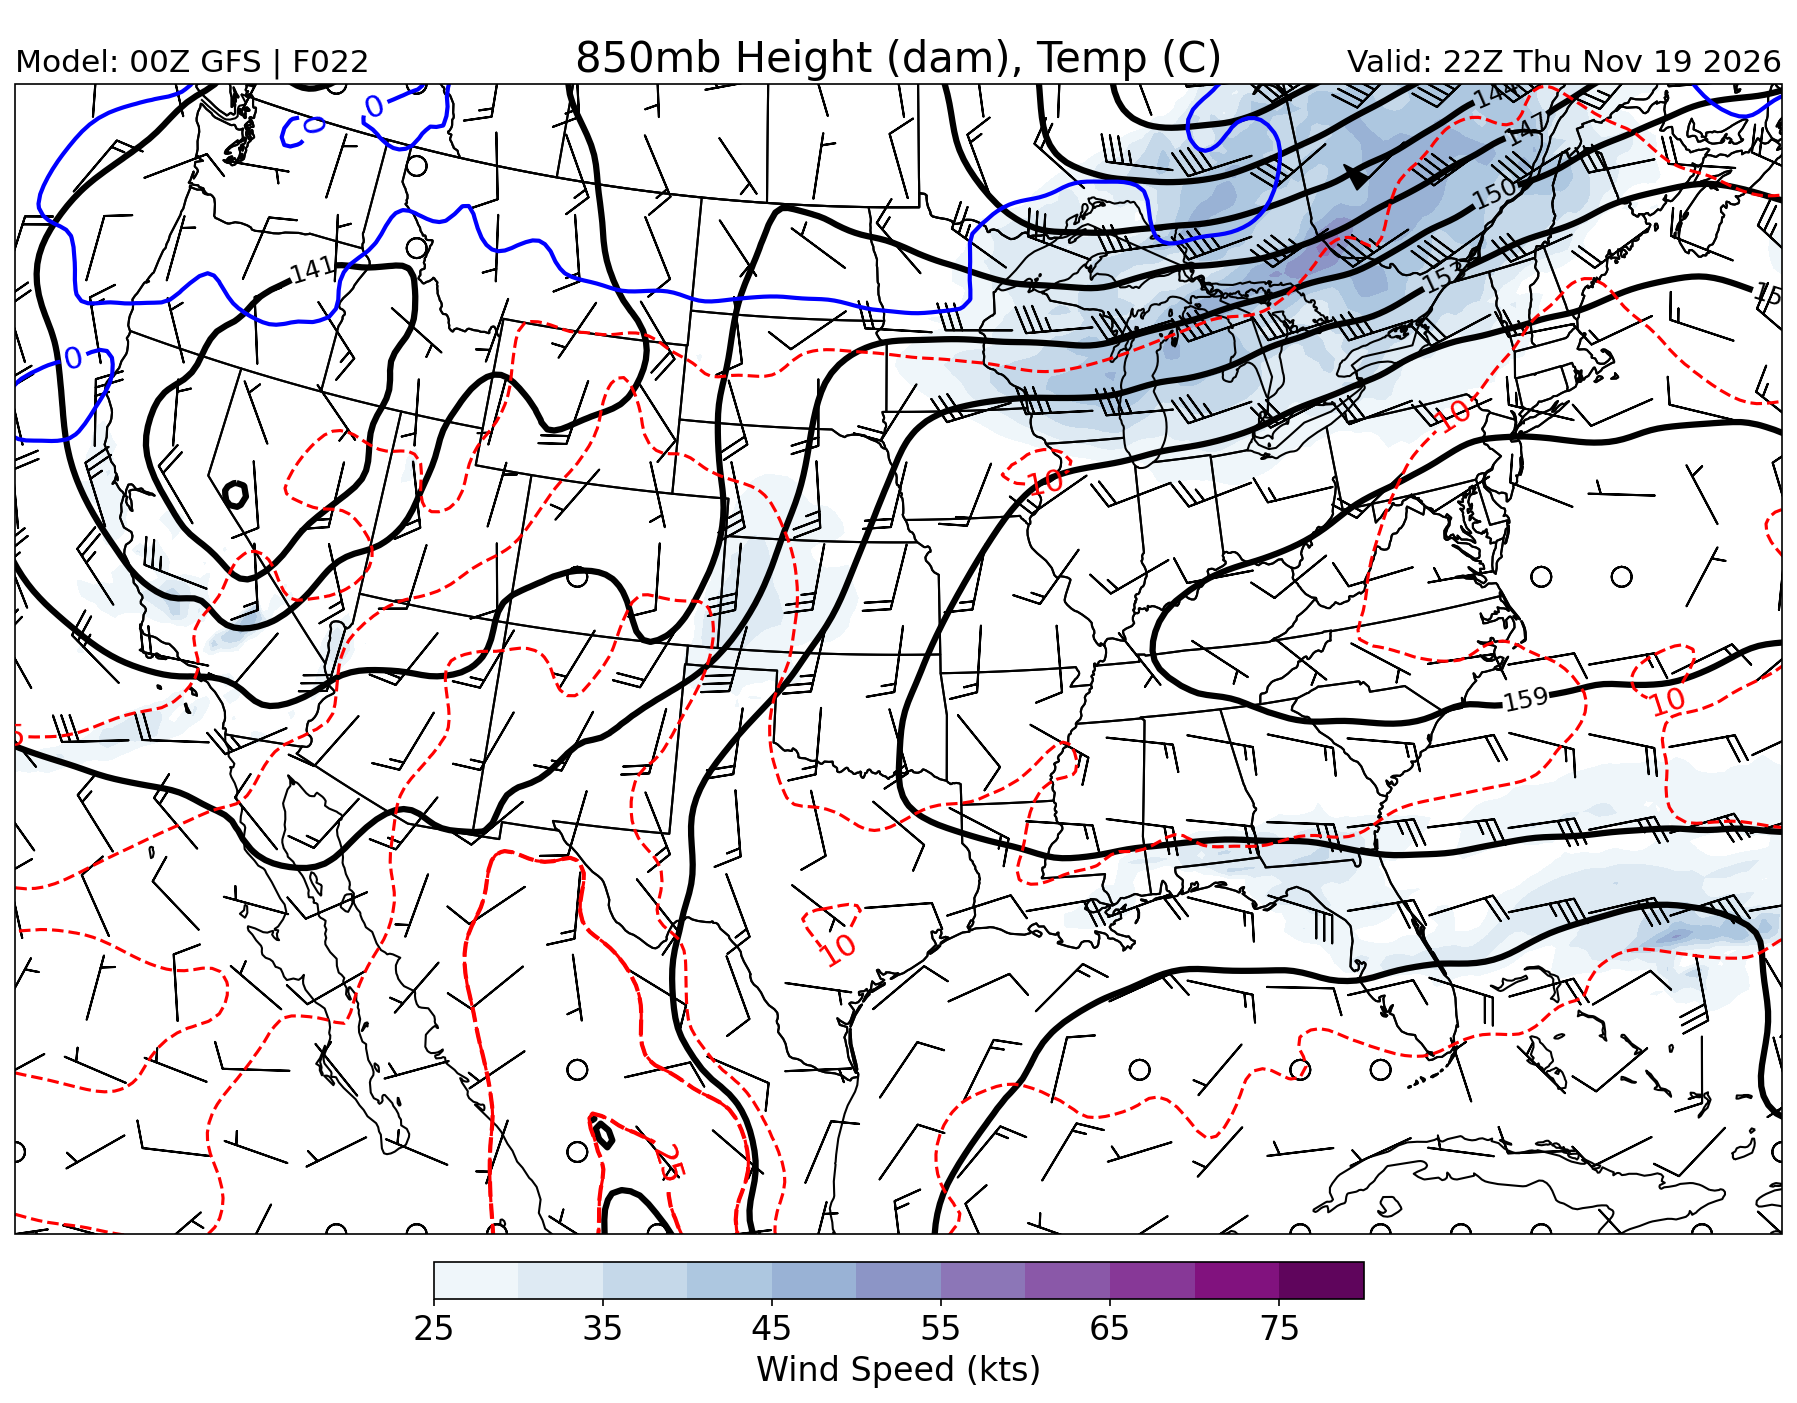 850mb Height (dam), Temp (C)
Model: 00Z GFS | F022
Valid: 22Z Thu Nov 19 2026
0
0
144
147
141
150
153
0
10
10
159
10
10
25
25 35 45 55 65 75
Wind Speed (kts)